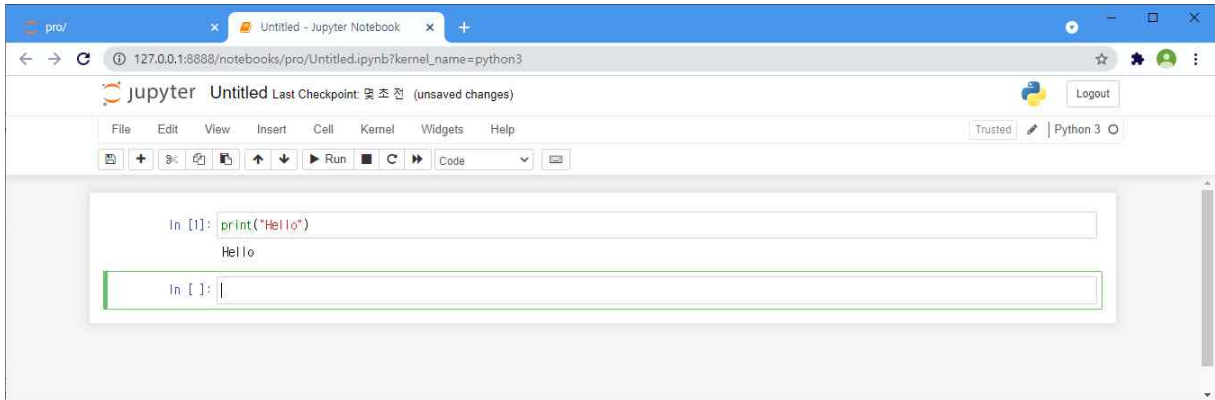 pro/
Untitled - Jupyter Notebook
127.0.0.1:8888/notebooks/pro/Untitled.ipynb?kernel_name=python3
jupyter Untitled Last Checkpoint: 몇 초 전 (unsaved changes)
Logout
File Edit View Insert Cell Kernel Widgets Help
Trusted Python 3
Run Code
In [1]: print("Hello")
Hello
In [ ]: